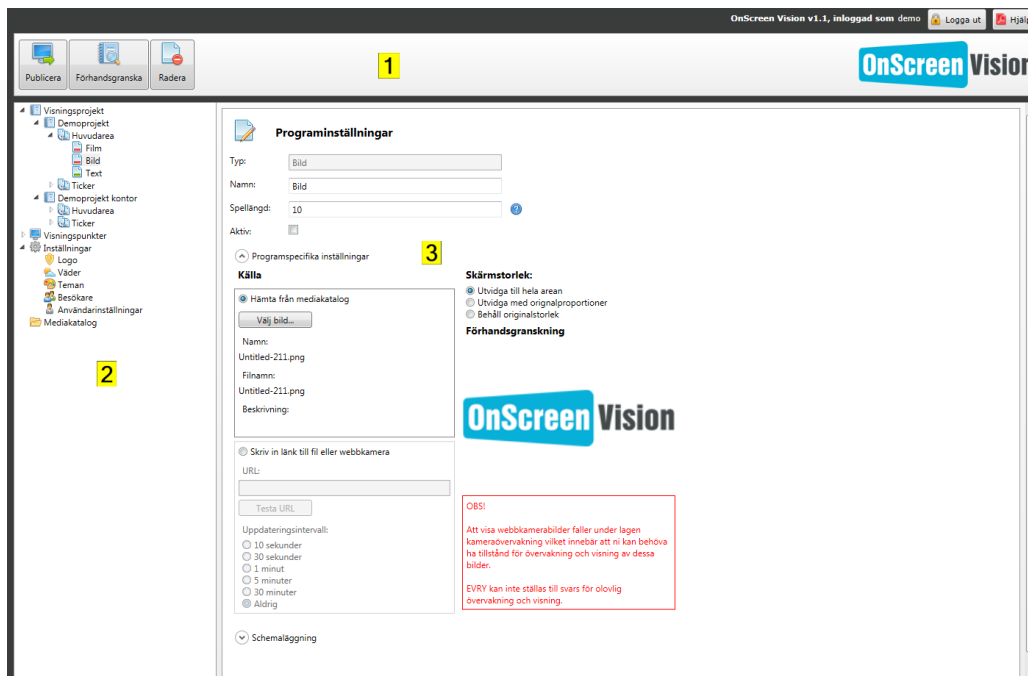 OnScreen Vision v1.1, inloggad som demo
Logga ut
Hjälp
Publicera
Förhandsgranska
Radera
1
OnScreen Vision
Visningsprojekt
Demoprojekt
Huvudarea
Film
Bild
Text
Ticker
Demoprojekt kontor
Huvudarea
Ticker
Visningspunkter
Inställningar
Logo
Väder
Teman
Besökare
Användarinställningar
Mediakatalog
2
Programinställningar
Typ:
Bild
Namn:
Bild
Spellängd:
10
Aktiv:
3
Programspecifika inställningar
Källa
Hämta från mediakatalog
Välj bild...
Namn:
Untitled-211.png
Filnamn:
Untitled-211.png
Beskrivning:
Skriv in länk till fil eller webbkamera
URL:
Testa URL
Uppdateringsintervall:
10 sekunder
30 sekunder
1 minut
5 minuter
30 minuter
Aldrig
Skärmstorlek:
Utvidga till hela arean
Utvidga med orignalproportioner
Behåll originalstorlek
Förhandsgranskning
OnScreen Vision
OBS!
Att visa webbkamerabilder faller under lagen
kameraövervakning vilket innebär att ni kan behöva
ha tillstånd för övervakning och visning av dessa
bilder.
EVRY kan inte ställas till svars för olovlig
övervakning och visning.
Schemaläggning